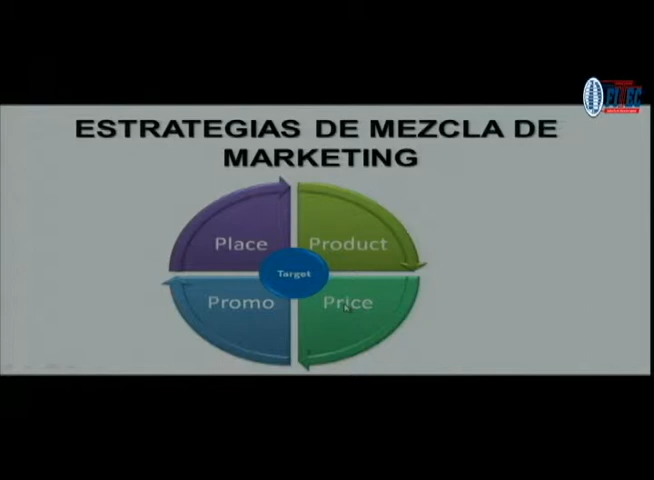 ESTRATEGIAS DE MEZCLA DE
MARKETING
Place
Product
Target
Promo
Price